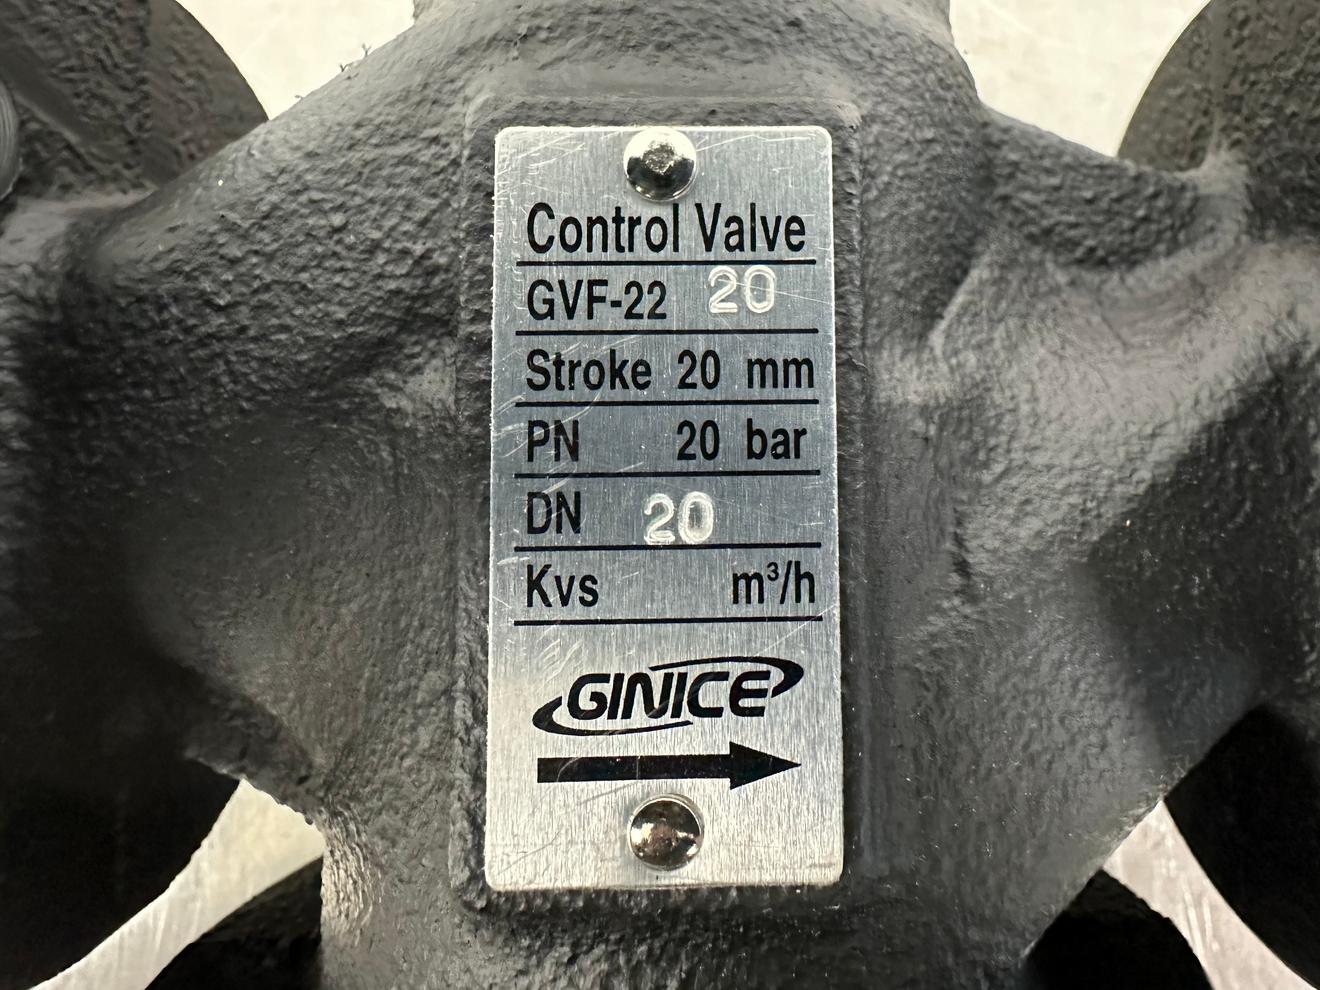 Control Valve
GVF-22 20
Stroke 20 mm
PN 20 bar
DN 20
Kvs m³/h
GINICE